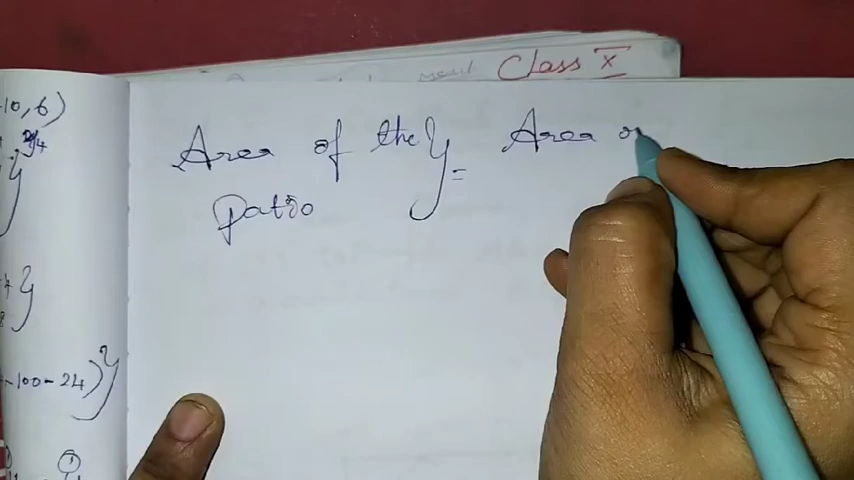 Class X
Area of the } = Area o
patio
-10,6)
-100-24)